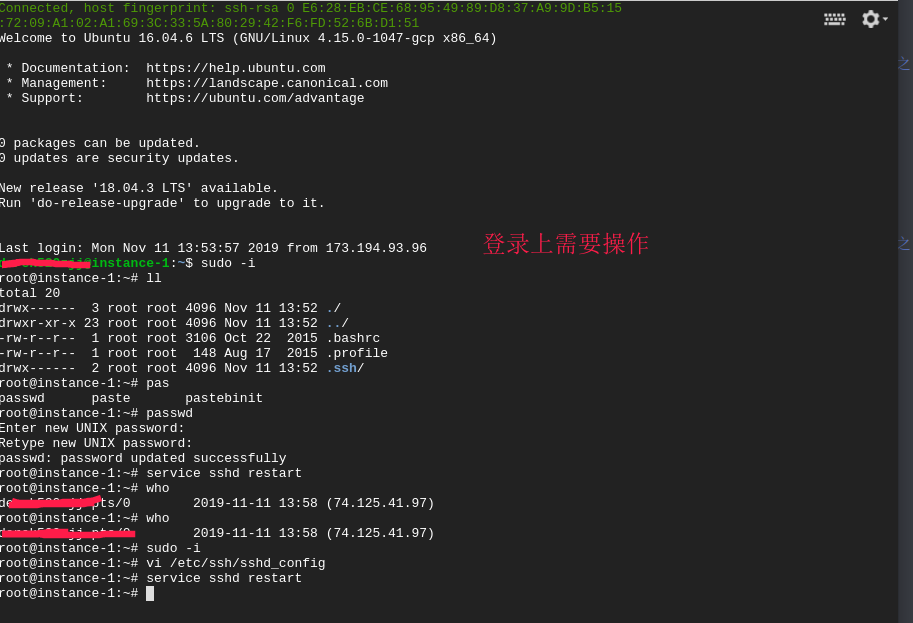 Connected, host fingerprint: ssh-rsa 0 E6:28:EB:CE:68:95:49:89:D8:37:A9:9D:B5:15
:72:09:A1:02:A1:69:3C:33:5A:80:29:42:F6:FD:52:6B:D1:51
Welcome to Ubuntu 16.04.6 LTS (GNU/Linux 4.15.0-1047-gcp x86_64)
* Documentation: https://help.ubuntu.com
* Management: https://landscape.canonical.com
* Support: https://ubuntu.com/advantage
0 packages can be updated.
0 updates are security updates.
New release '18.04.3 LTS' available.
Run 'do-release-upgrade' to upgrade to it.
Last login: Mon Nov 11 13:53:57 2019 from 173.194.93.96
登录上需要操作
@instance-1:~$ sudo -i
root@instance-1:~# ll
total 20
drwx------ 3 root root 4096 Nov 11 13:52 ./
drwxr-xr-x 23 root root 4096 Nov 11 13:52 ../
-rw-r--r-- 1 root root 3106 Oct 22 2015 .bashrc
-rw-r--r-- 1 root root 148 Aug 17 2015 .profile
drwx------ 2 root root 4096 Nov 11 13:52 .ssh/
root@instance-1:~# pas
passwd paste pastebinit
root@instance-1:~# passwd
Enter new UNIX password:
Retype new UNIX password:
passwd: password updated successfully
root@instance-1:~# service sshd restart
root@instance-1:~# who
pts/0 2019-11-11 13:58 (74.125.41.97)
root@instance-1:~# who
2019-11-11 13:58 (74.125.41.97)
root@instance-1:~# sudo -i
root@instance-1:~# vi /etc/ssh/sshd_config
root@instance-1:~# service sshd restart
root@instance-1:~#
之
之